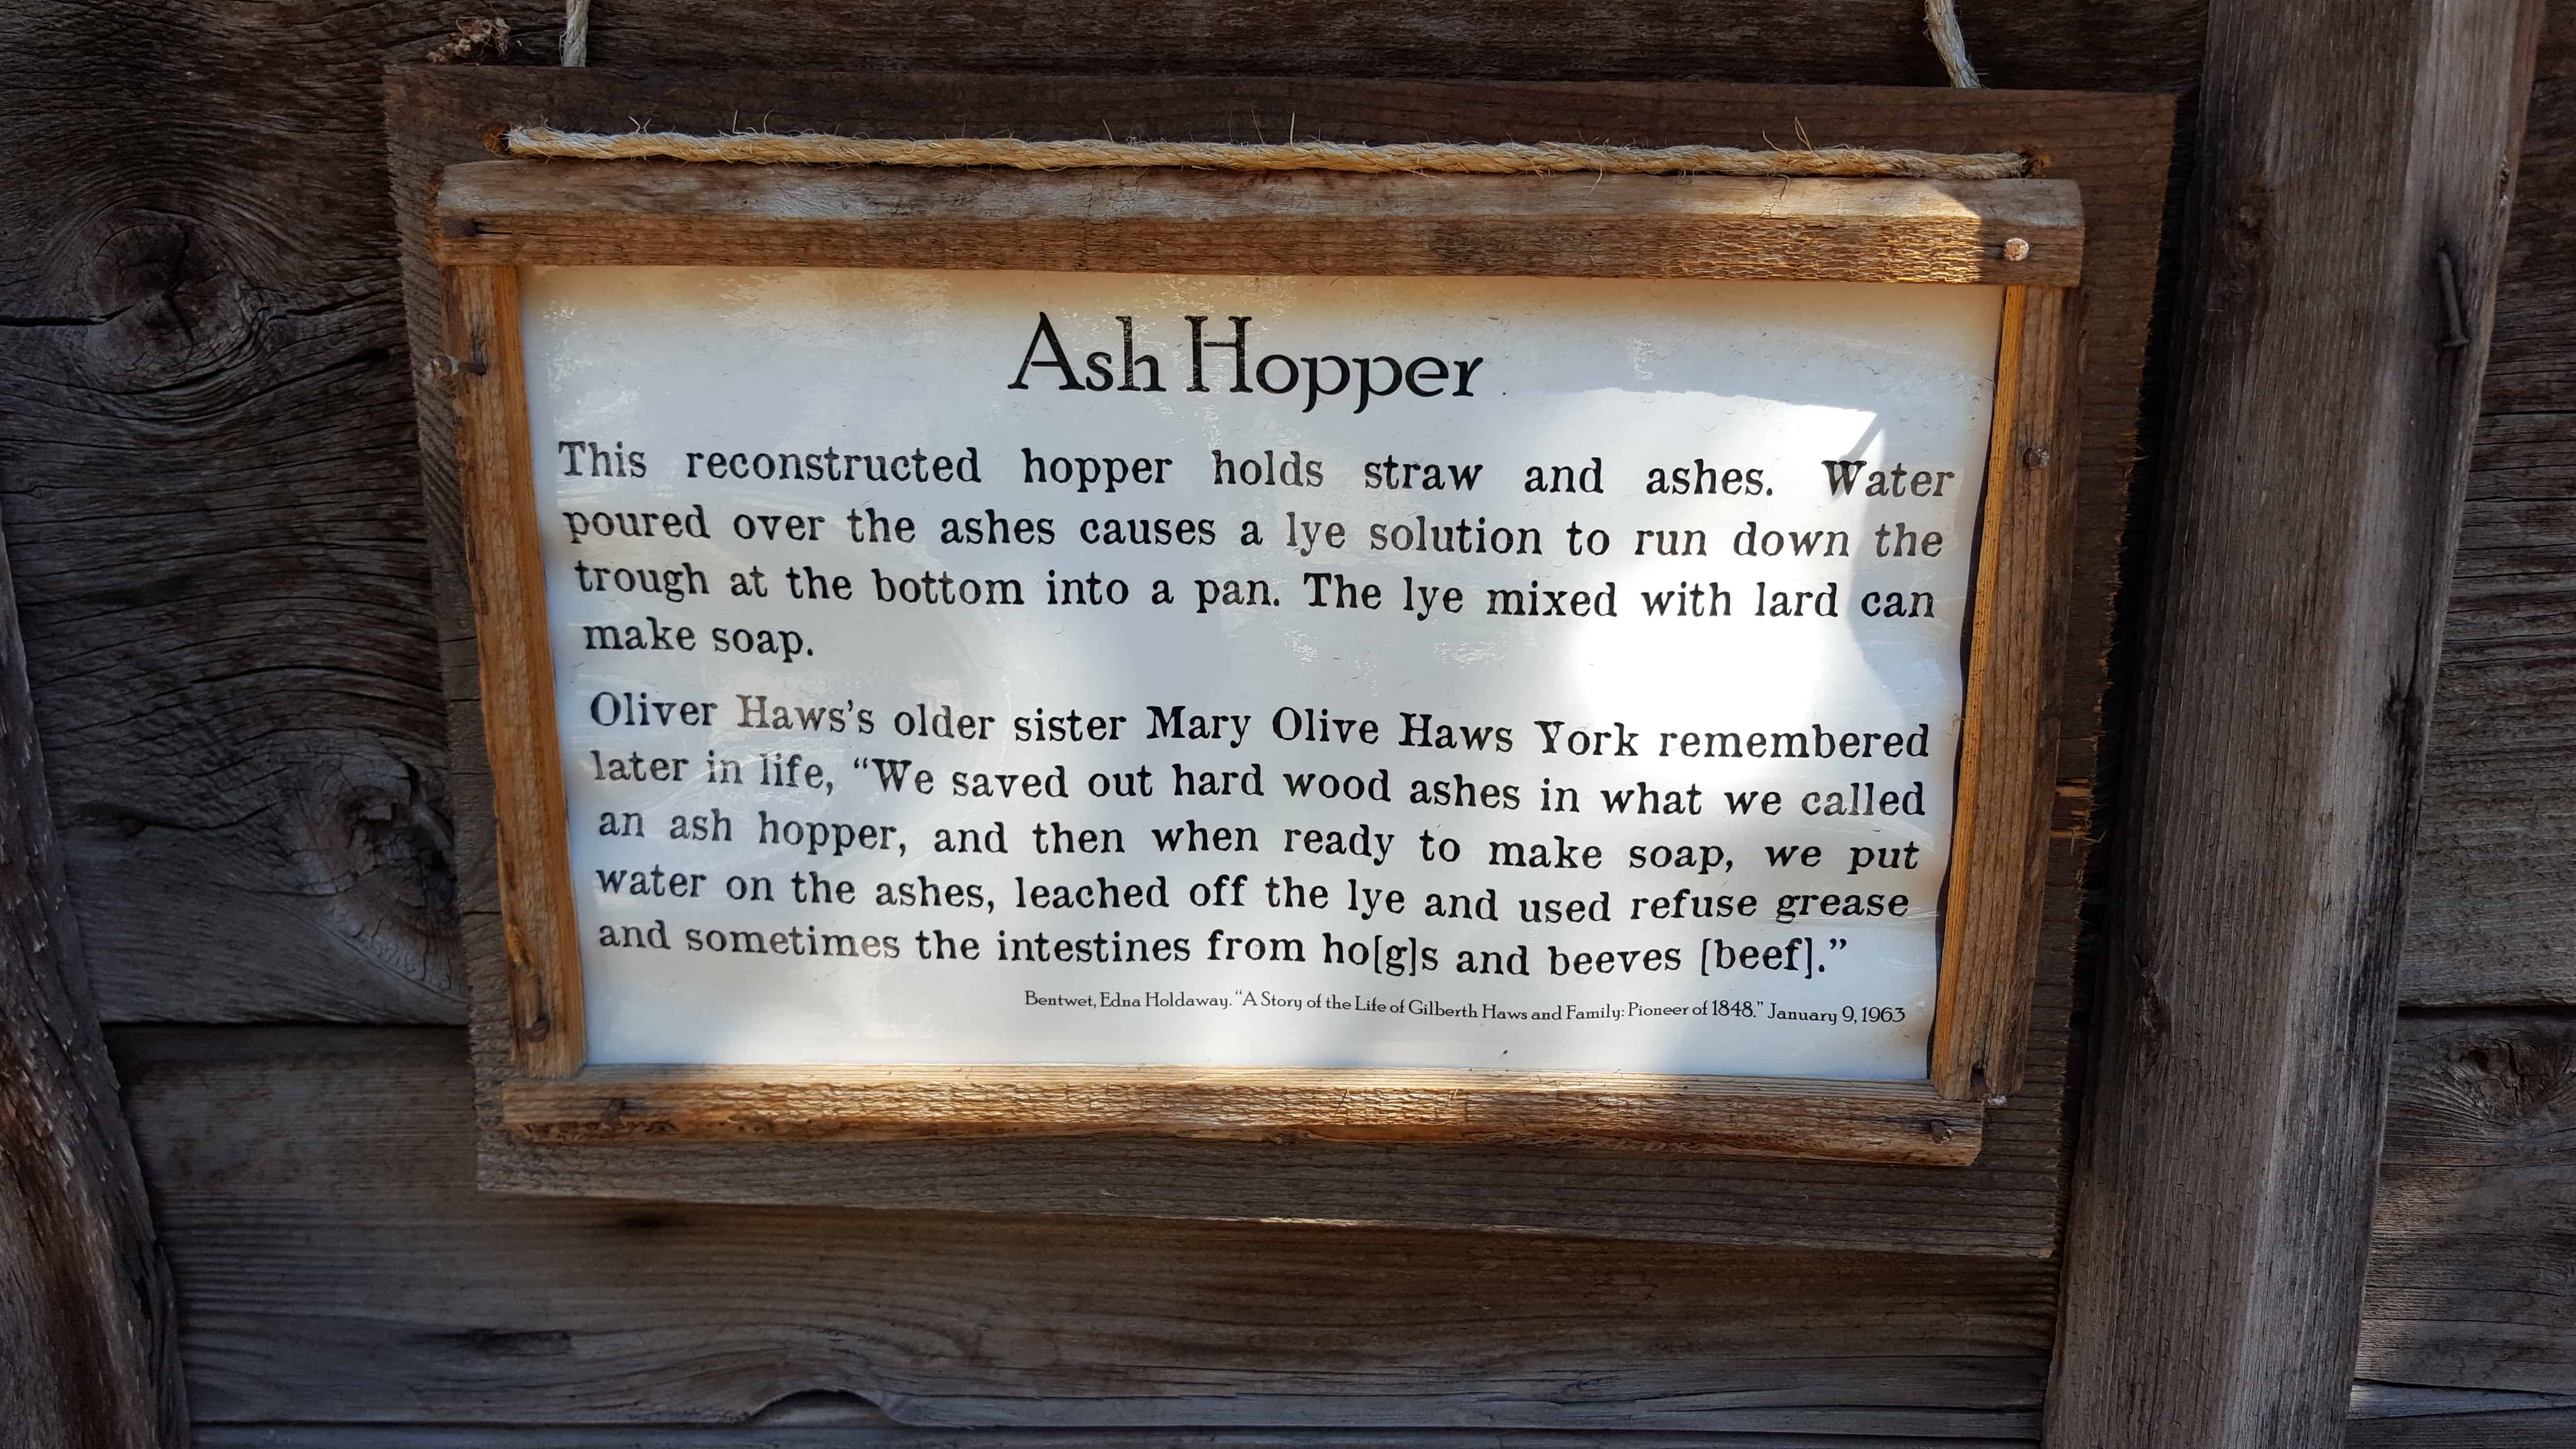 Ash Hopper
This reconstructed hopper holds straw and ashes. Water
poured over the ashes causes a lye solution to run down the
trough at the bottom into a pan. The lye mixed with lard can
make soap.
Oliver Haws's older sister Mary Olive Haws York remembered
later in life, “We saved out hard wood ashes in what we called
an ash hopper, and then when ready to make soap, we put
water on the ashes, leached off the lye and used refuse grease
and sometimes the intestines from ho[g]s and beeves [beef].”
Bentwet, Edna Holdaway. “A Story of the Life of Gilberth Haws and Family: Pioneer of 1848.” January 9, 1963